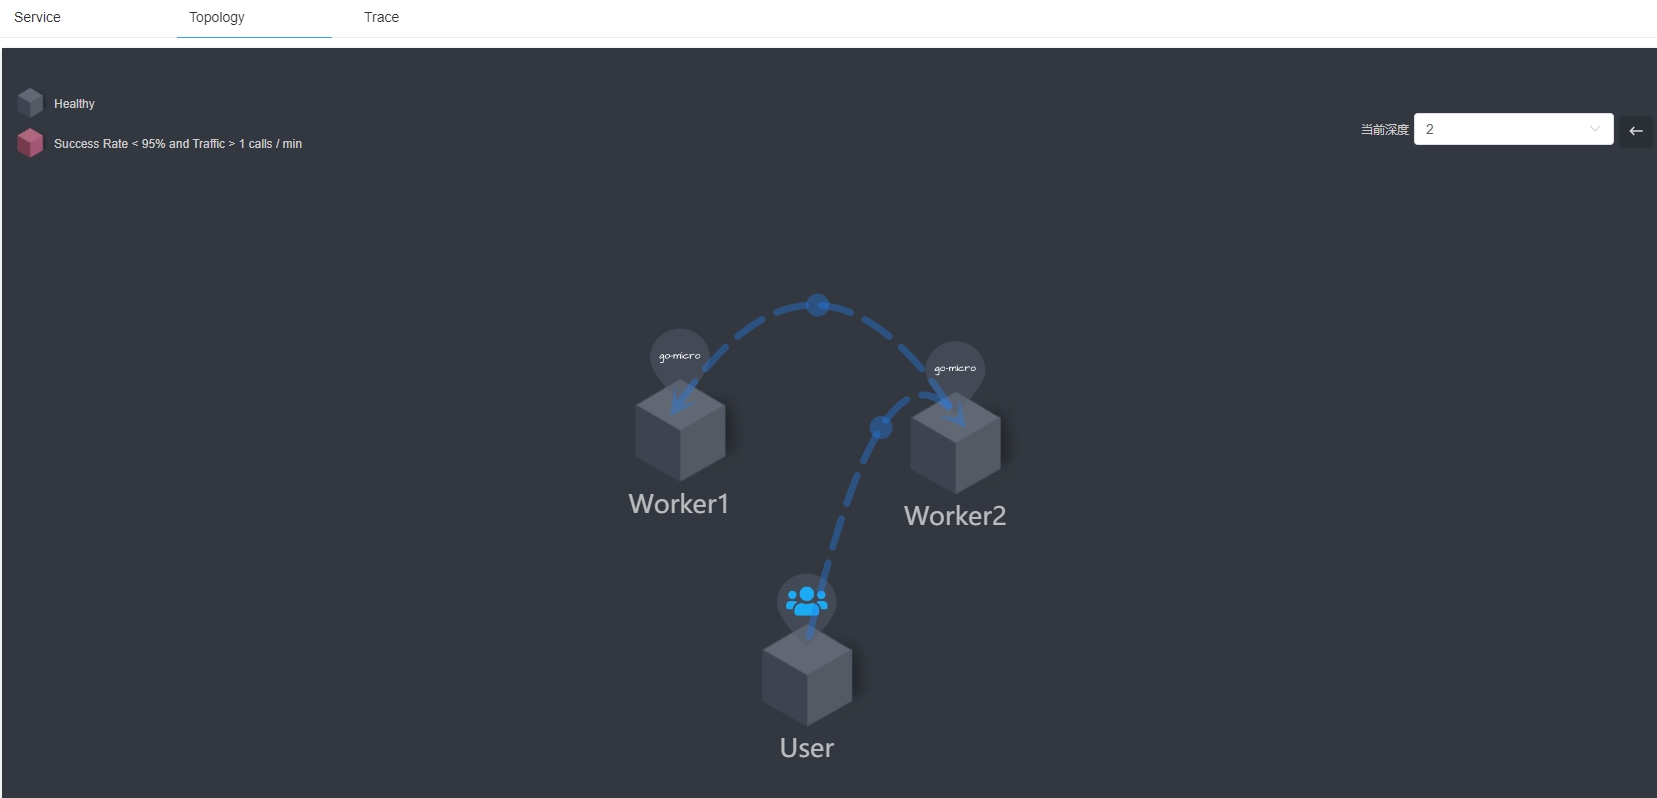 Service
Topology
Trace
Healthy
Success Rate < 95% and Traffic > 1 calls / min
当前深度
2
go-micro
go-micro
Worker1
Worker2
User